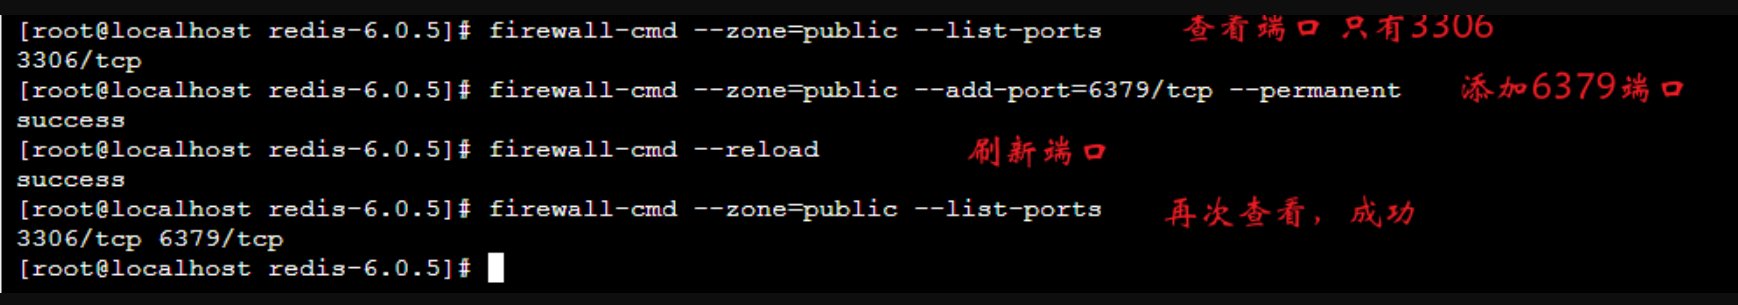 [root@localhost redis-6.0.5]# firewall-cmd --zone=public --list-ports 查看端口 只有3306
3306/tcp
[root@localhost redis-6.0.5]# firewall-cmd --zone=public --add-port=6379/tcp --permanent 添加6379端口
success
[root@localhost redis-6.0.5]# firewall-cmd --reload 刷新端口
success
[root@localhost redis-6.0.5]# firewall-cmd --zone=public --list-ports 再次查看，成功
3306/tcp 6379/tcp
[root@localhost redis-6.0.5]#